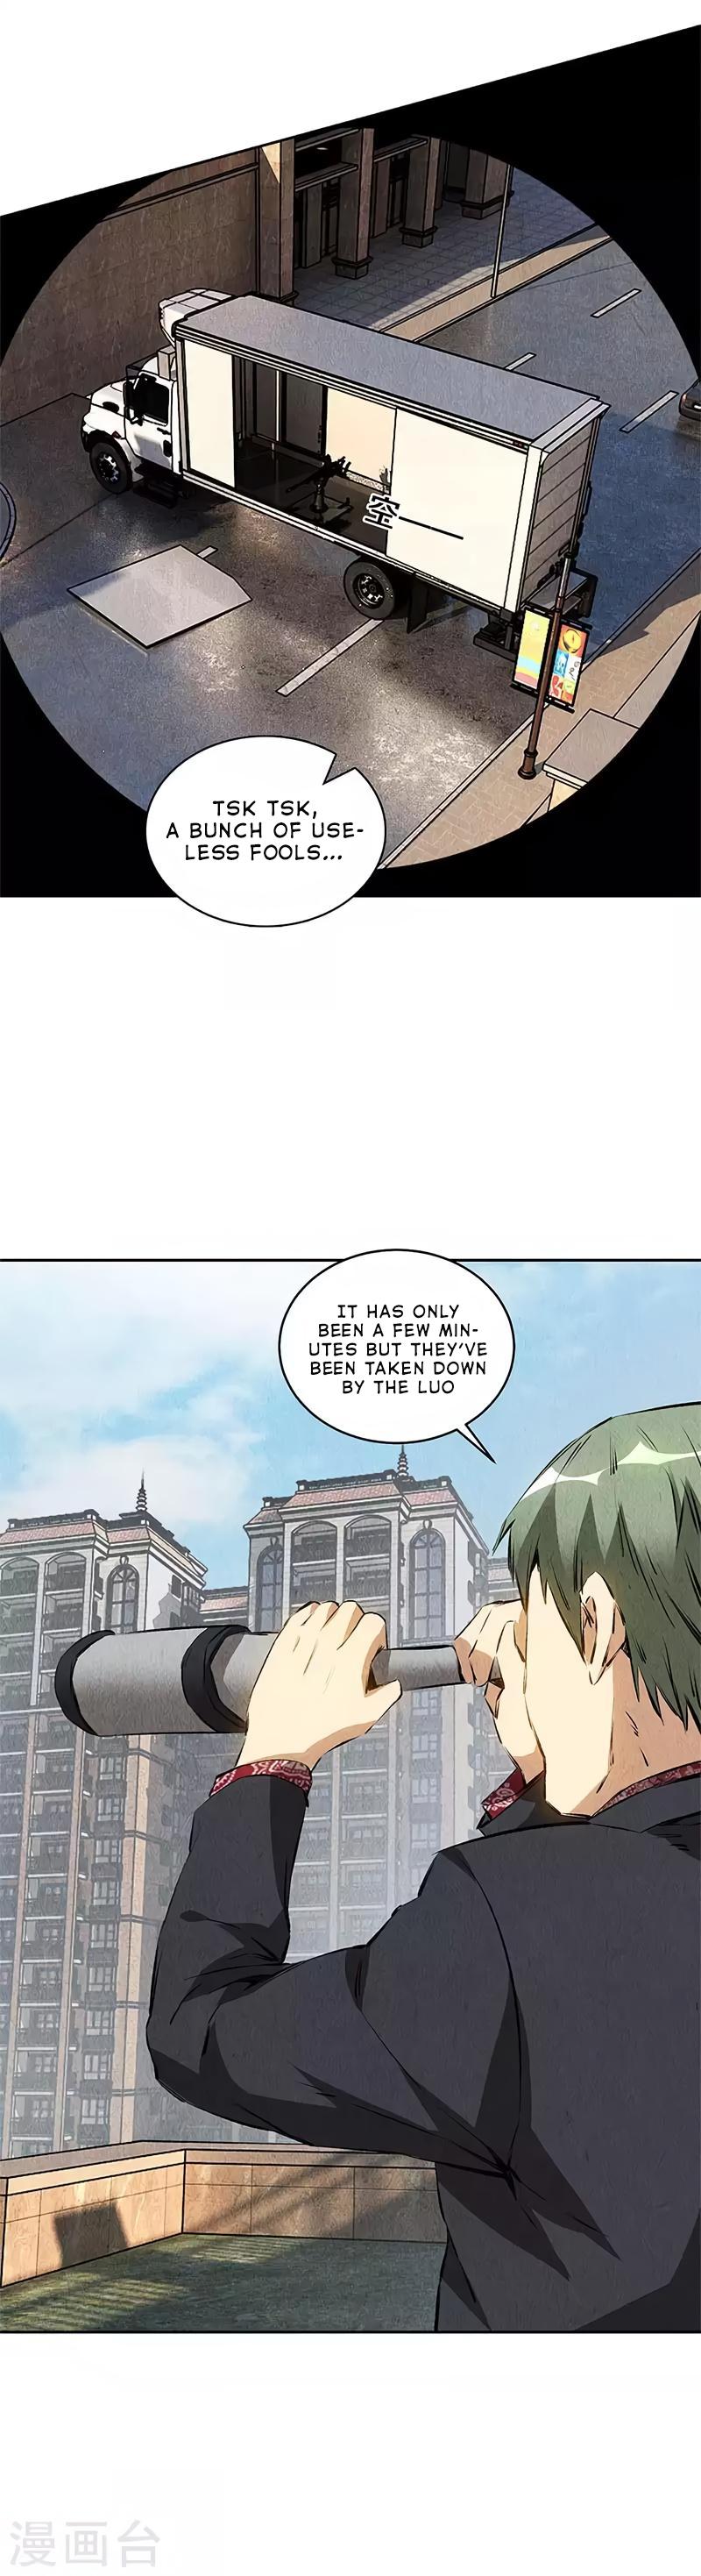 空——
TSK TSK,
A BUNCH OF USE-
LESS FOOLS...
IT HAS ONLY
BEEN A FEW MIN-
UTES BUT THEY'VE
BEEN TAKEN DOWN
BY THE LUO
漫画台